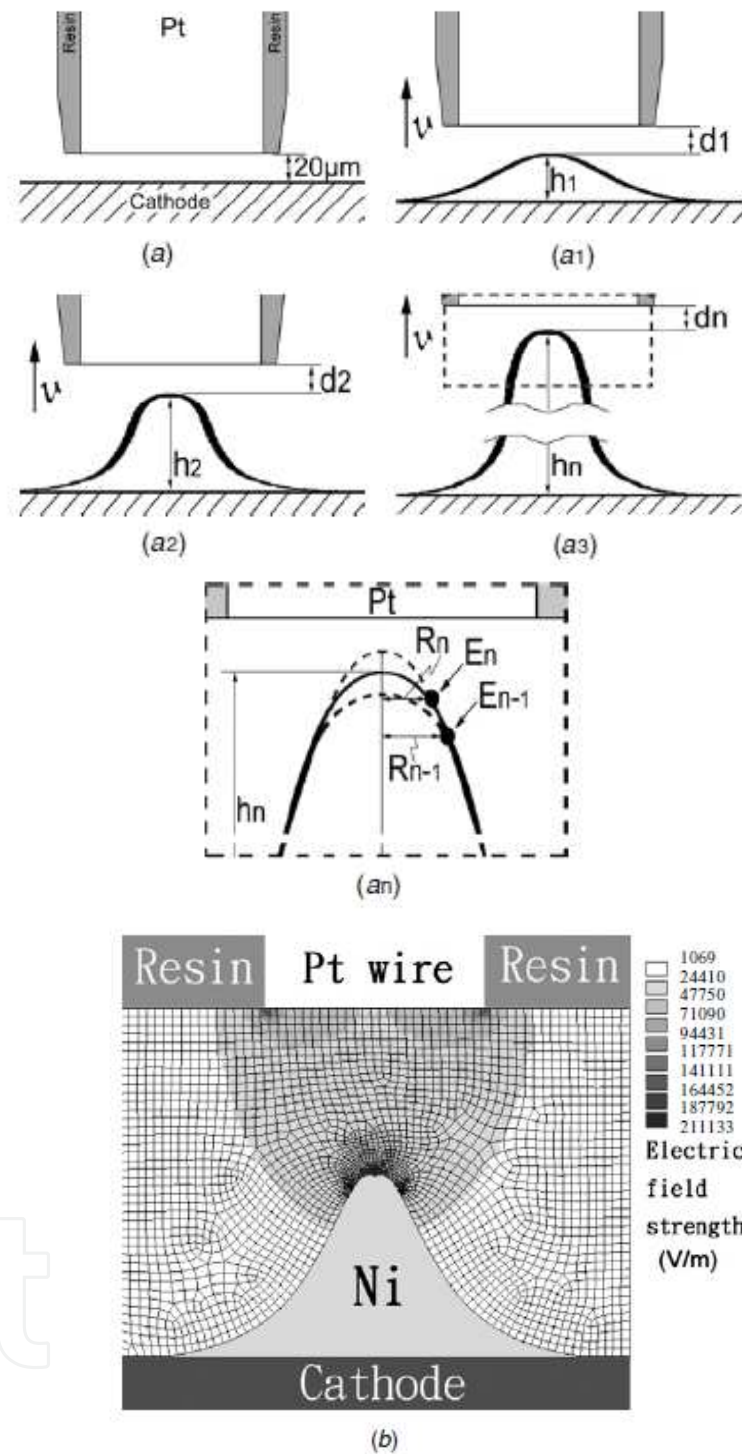 Resin Pt Resin
20µm
Cathode
(a)
v d1
h1
(a1)
v d2
h2
(a2)
v dn
hn
(a3)
Pt
Rn En
En-1
Rn-1
hn
(an)
Resin Pt wire Resin
Ni
Cathode
1069
24410
47750
71090
94431
117771
141111
164452
187792
211133
Electric
field
strength
(V/m)
(b)
t